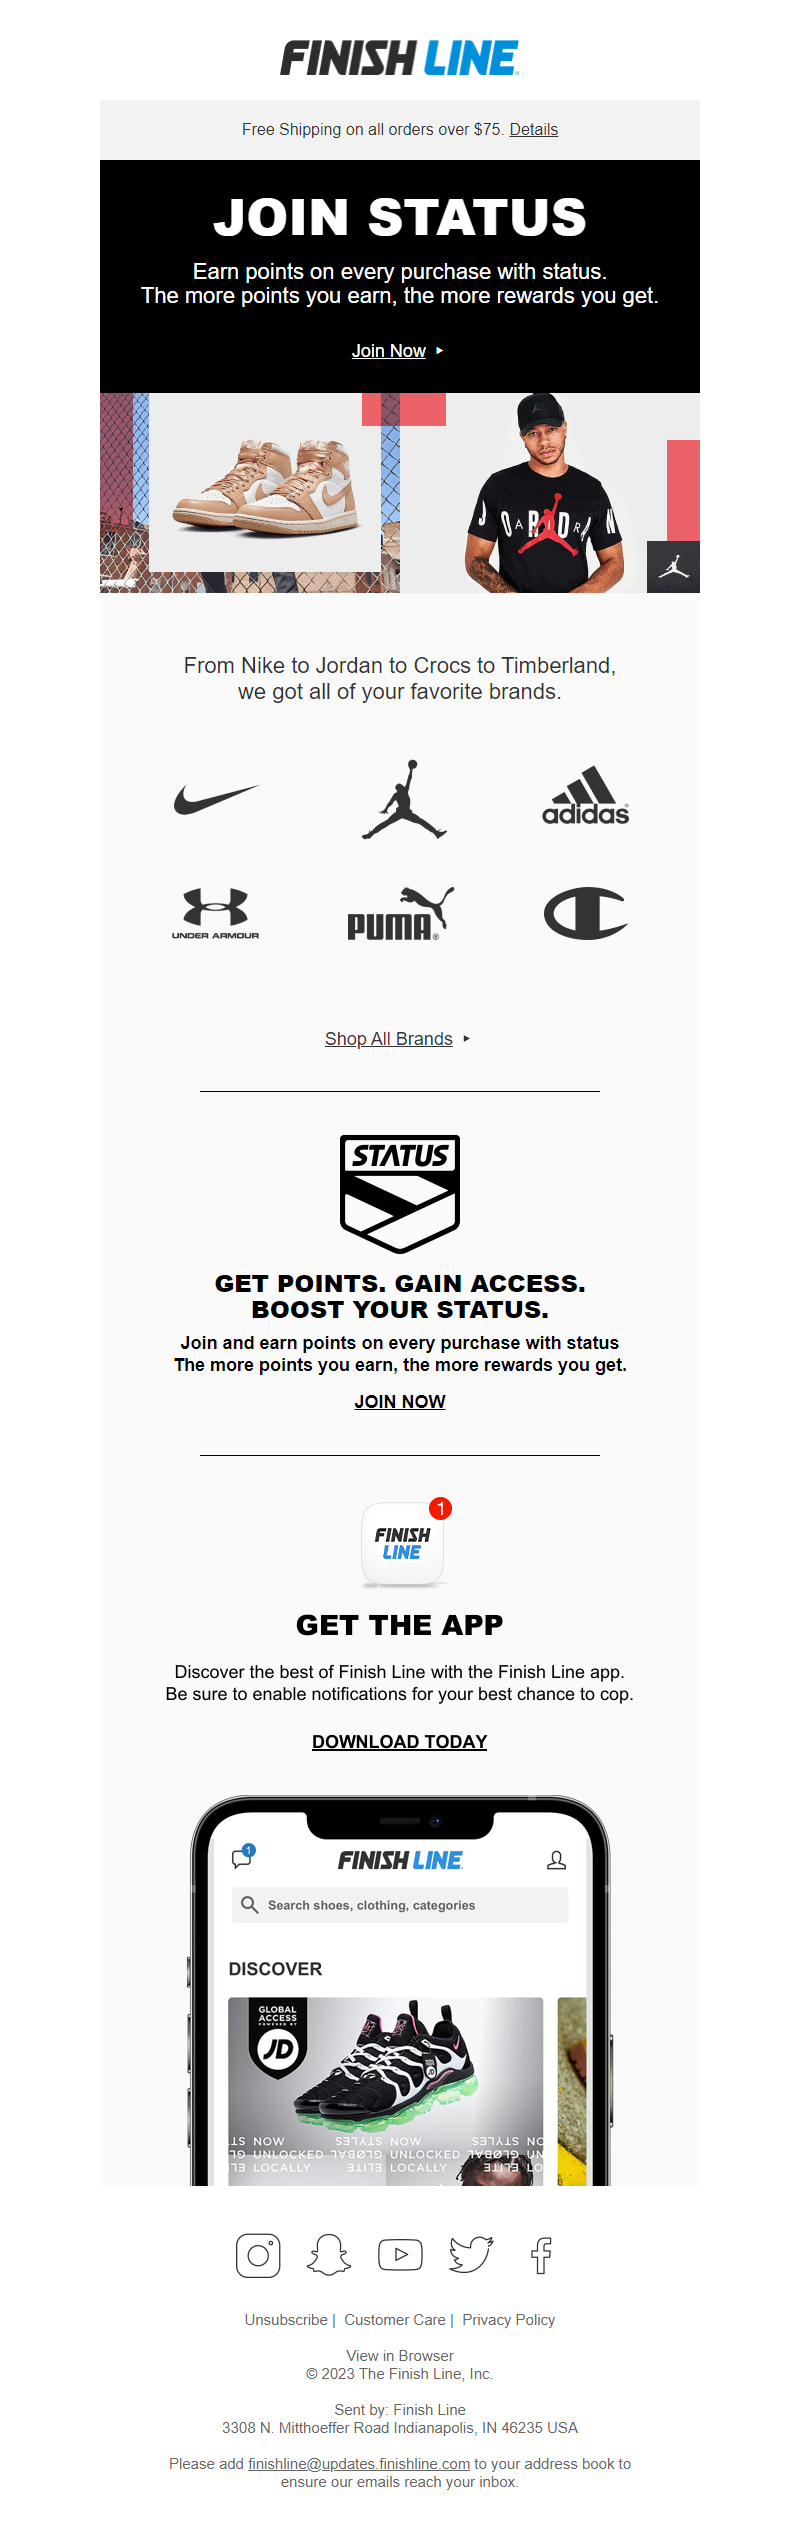 FINISH LINE
Free Shipping on all orders over $75. Details
JOIN STATUS
Earn points on every purchase with status.
The more points you earn, the more rewards you get.
Join Now
JORDAN
AIR
From Nike to Jordan to Crocs to Timberland,
we got all of your favorite brands.
adidas
UNDER ARMOUR
PUMA®
Shop All Brands
STATUS
GET POINTS. GAIN ACCESS.
BOOST YOUR STATUS.
Join and earn points on every purchase with status
The more points you earn, the more rewards you get.
JOIN NOW
1
FINISH
LINE
GET THE APP
Discover the best of Finish Line with the Finish Line app.
Be sure to enable notifications for your best chance to cop.
DOWNLOAD TODAY
1
FINISH LINE
Search shoes, clothing, categories
DISCOVER
GLOBAL
ACCESS
POWERED BY
JD
NOW STYLES NOW STYLES NO
UNLOCKED GLOBAL UNLOCKED GLOBAL UN
LOCALLY ELITE LOCALLY ELITE LO
Unsubscribe | Customer Care | Privacy Policy
View in Browser
© 2023 The Finish Line, Inc.
Sent by: Finish Line
3308 N. Mitthoeffer Road Indianapolis, IN 46235 USA
Please add finishline@updates.finishline.com to your address book to
ensure our emails reach your inbox.